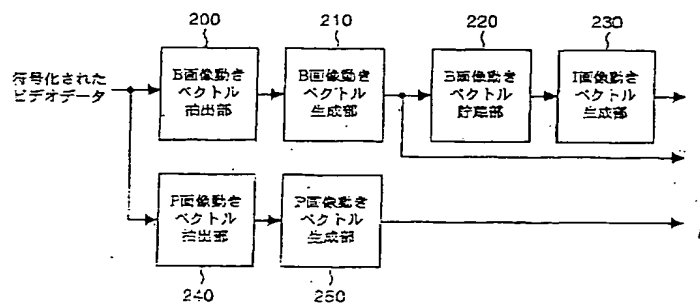 200
210
220
230
符号化された
ビデオデータ
B画像動き
ベクトル
抽出部
B画像動き
ベクトル
生成部
B画像動き
ベクトル
貯蔵部
I画像動き
ベクトル
生成部
P画像動き
ベクトル
抽出部
P画像動き
ベクトル
生成部
240
250